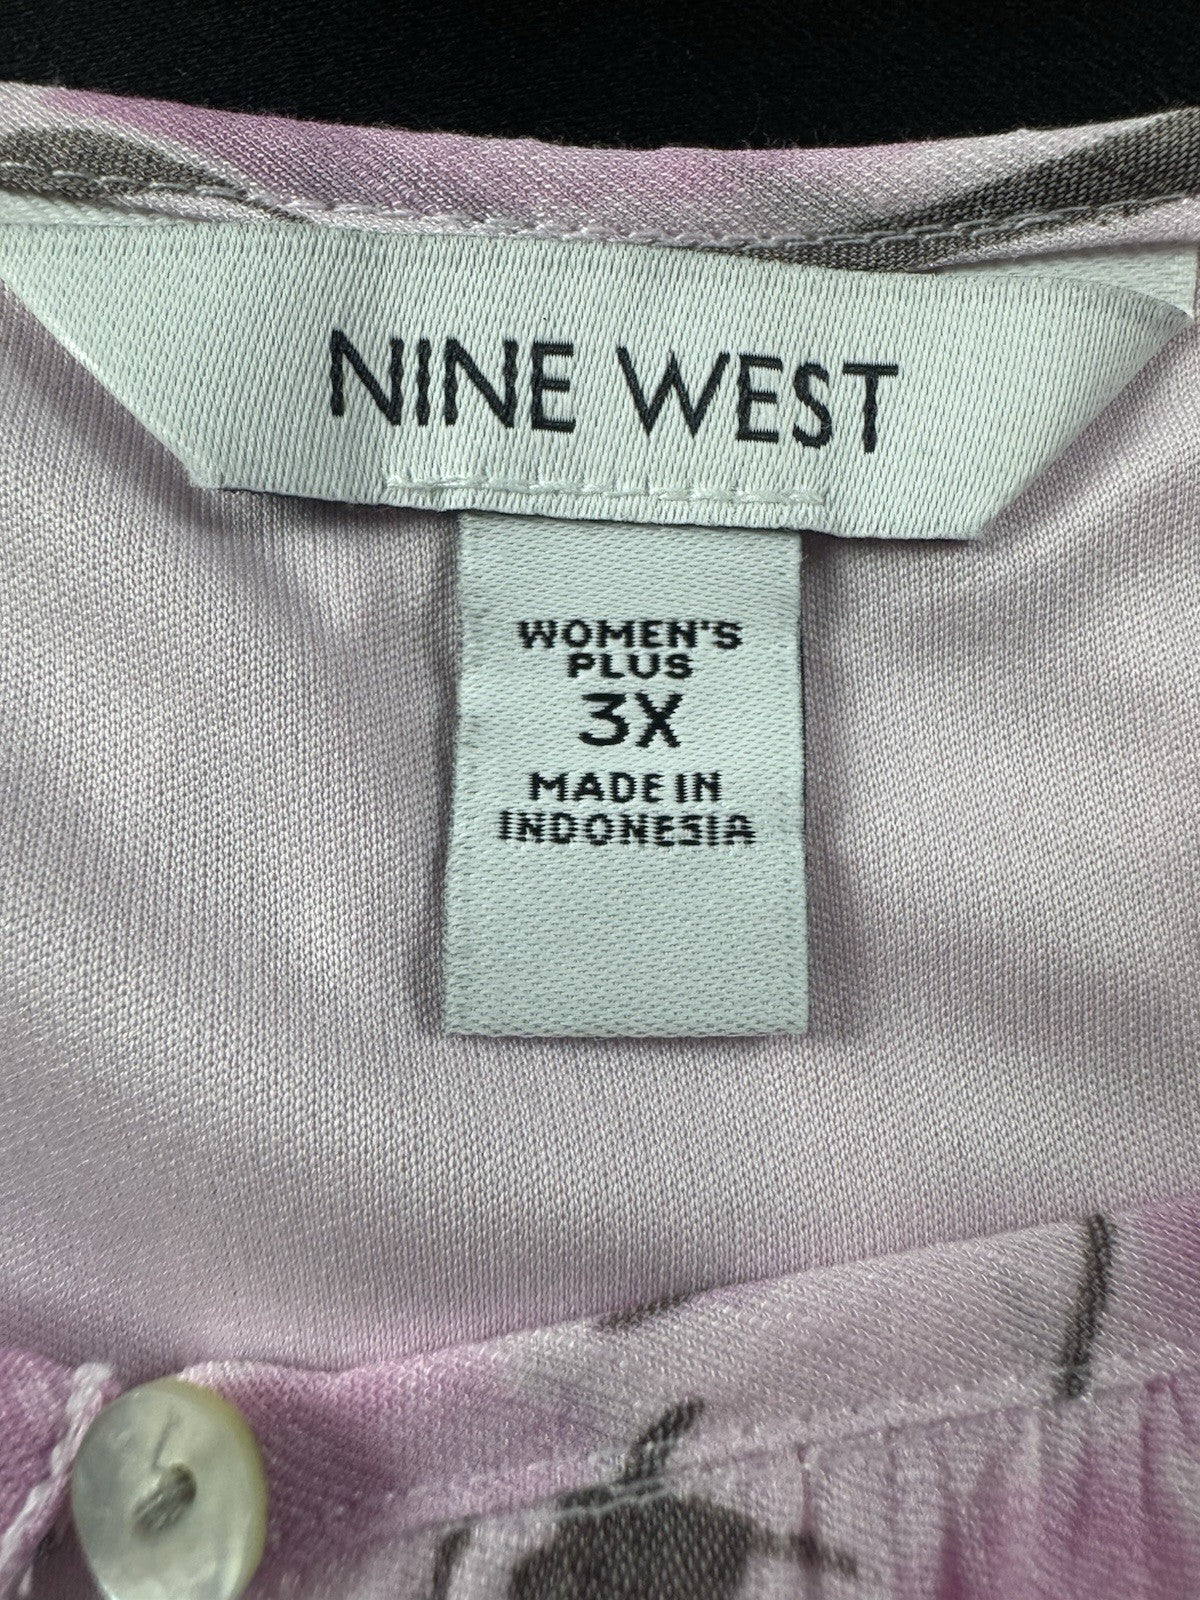 NINE WEST
WOMEN'S
PLUS
3X
MADE IN
INDONESIA